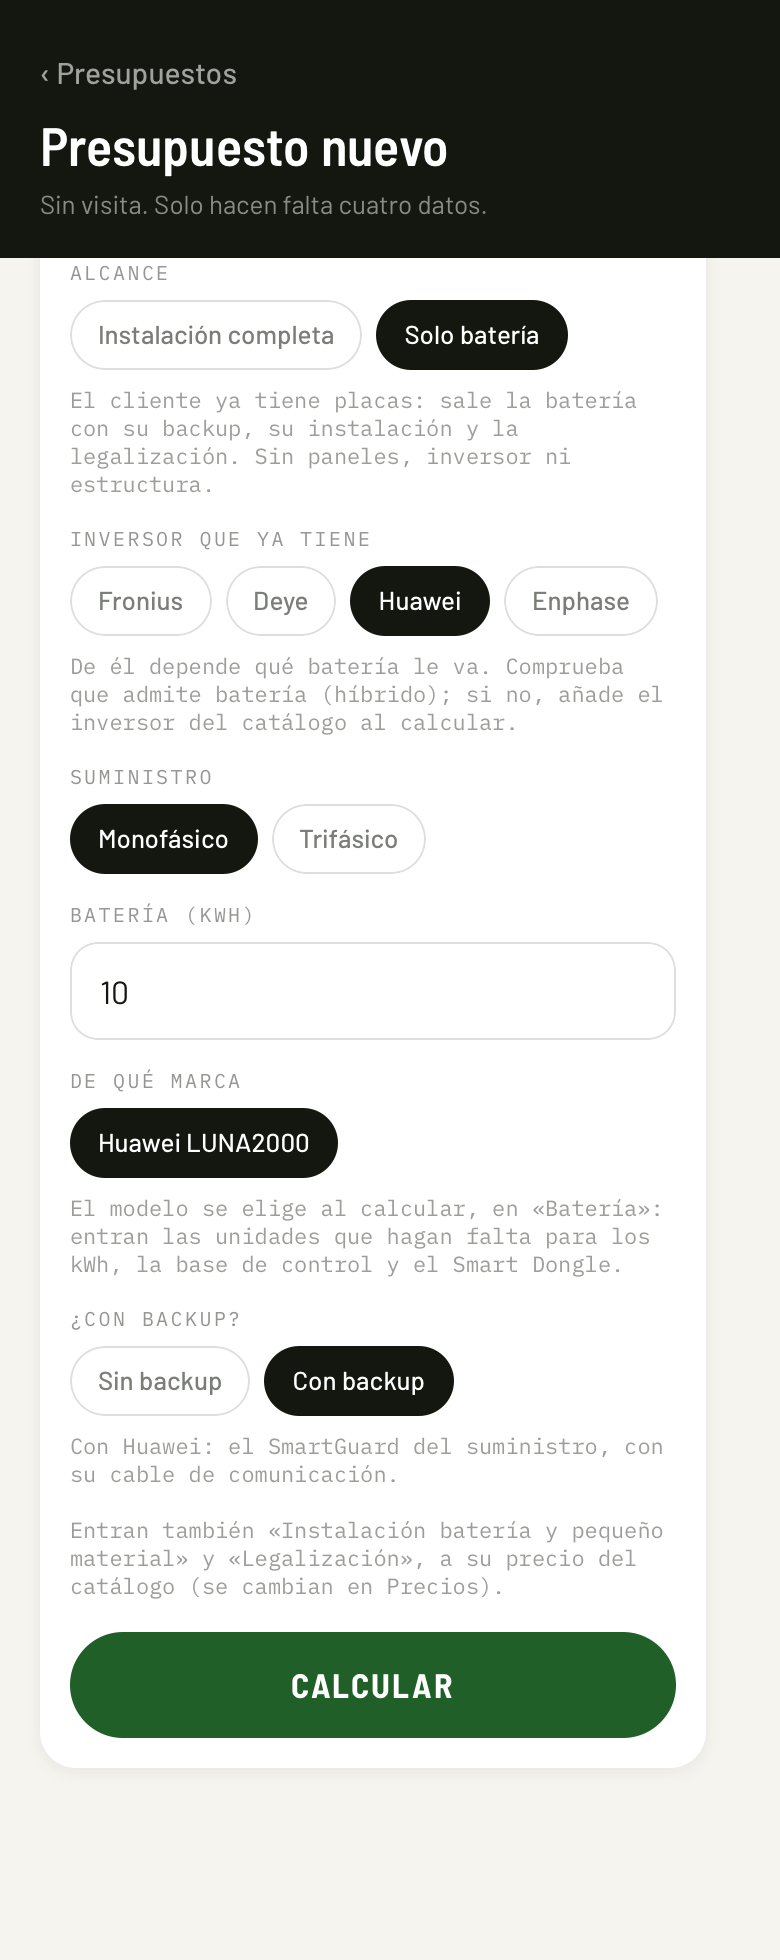 ‹ Presupuestos
Presupuesto nuevo
Sin visita. Solo hacen falta cuatro datos.
ALCANCE
Instalación completa
Solo batería
El cliente ya tiene placas: sale la batería
con su backup, su instalación y la
legalización. Sin paneles, inversor ni
estructura.
INVERSOR QUE YA TIENE
Fronius
Deye
Huawei
Enphase
De él depende qué batería le va. Comprueba
que admite batería (híbrido); si no, añade el
inversor del catálogo al calcular.
SUMINISTRO
Monofásico
Trifásico
BATERÍA (KWH)
10
DE QUÉ MARCA
Huawei LUNA2000
El modelo se elige al calcular, en «Batería»:
entran las unidades que hagan falta para los
kWh, la base de control y el Smart Dongle.
¿CON BACKUP?
Sin backup
Con backup
Con Huawei: el SmartGuard del suministro, con
su cable de comunicación.
Entran también «Instalación batería y pequeño
material» y «Legalización», a su precio del
catálogo (se cambian en Precios).
CALCULAR